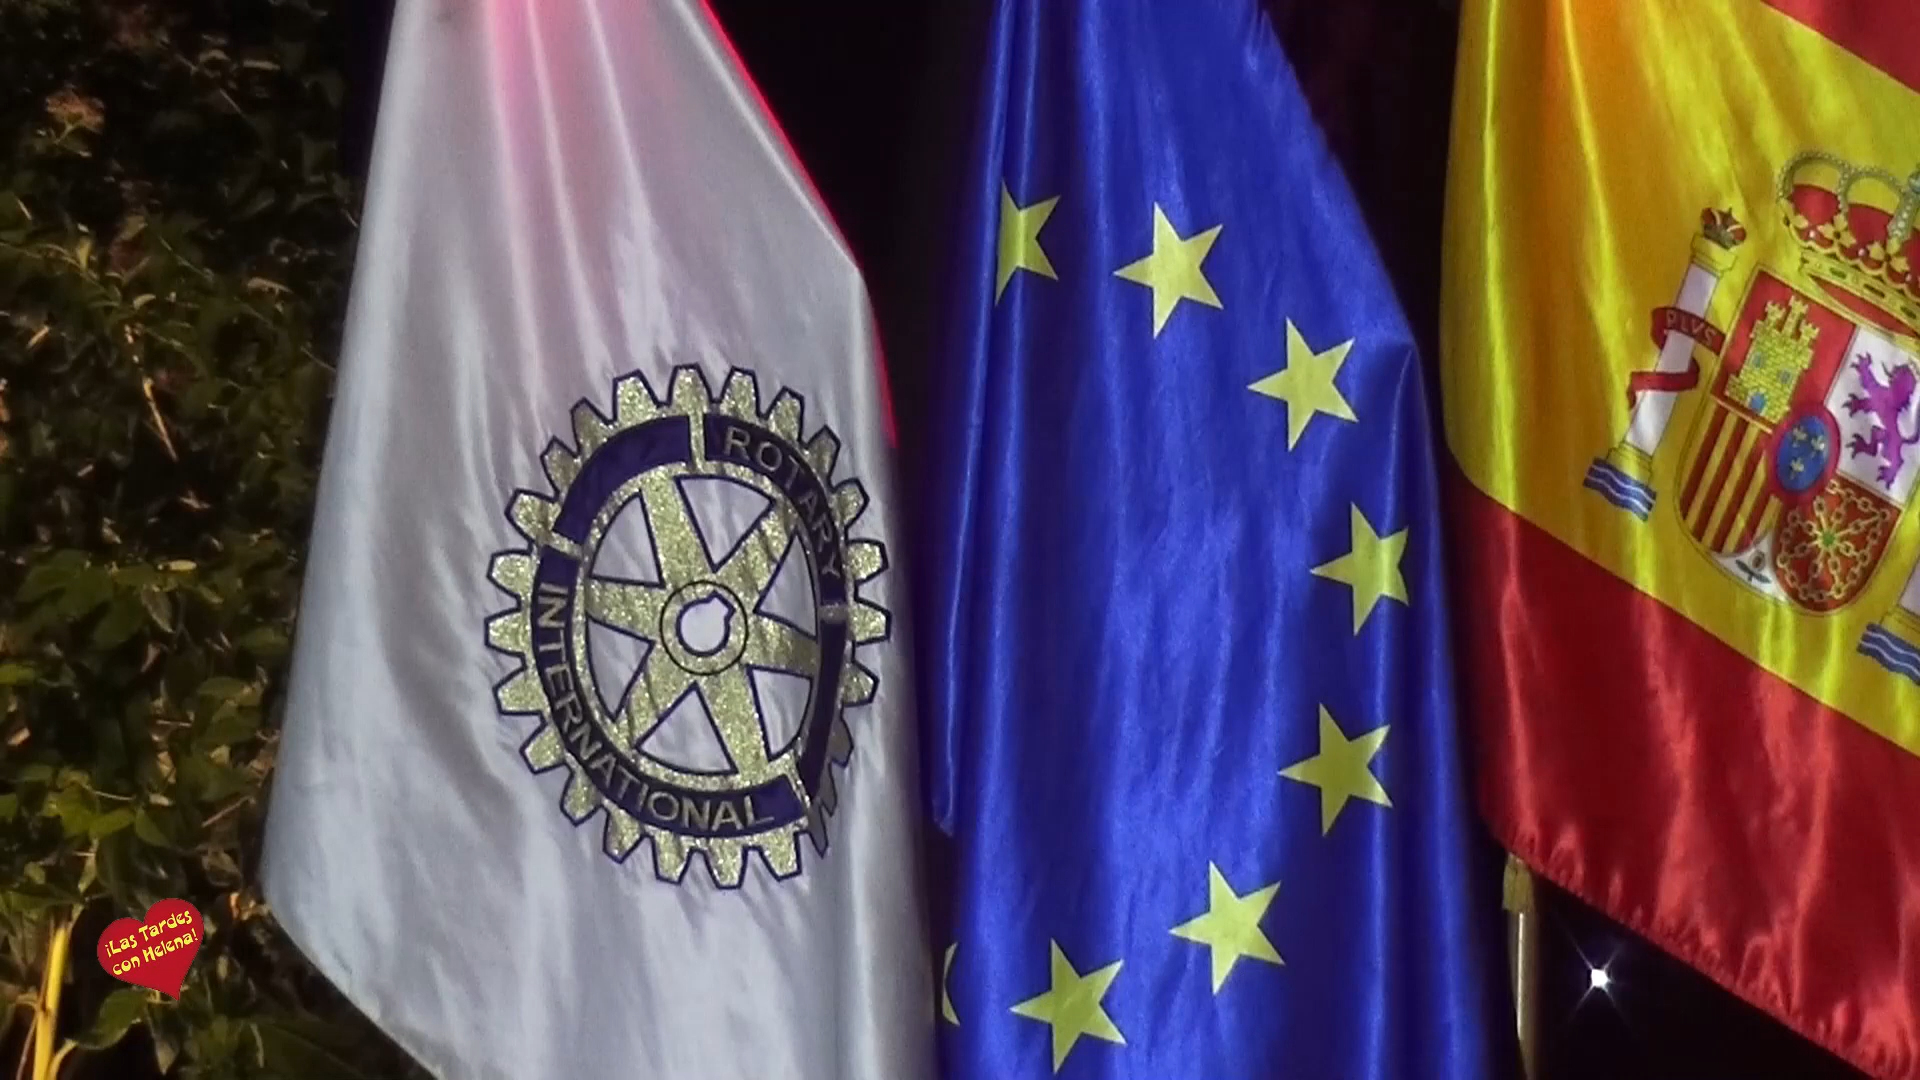 ROTARY
INTERNATIONAL
PLVS
¡Las Tardes
con Helena!